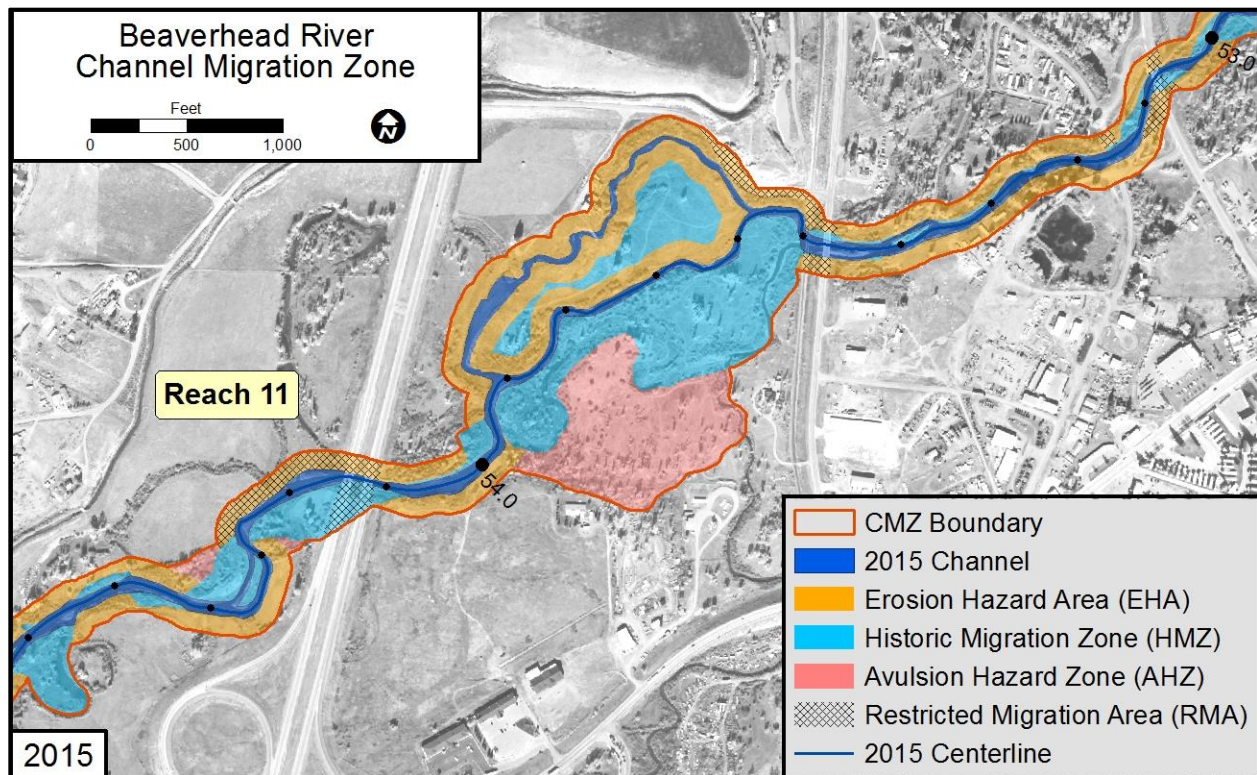 Beaverhead River
Channel Migration Zone
Feet
0 500 1,000
N
53.0
Reach 11
54.0
CMZ Boundary
2015 Channel
Erosion Hazard Area (EHA)
Historic Migration Zone (HMZ)
Avulsion Hazard Zone (AHZ)
Restricted Migration Area (RMA)
2015 Centerline
2015